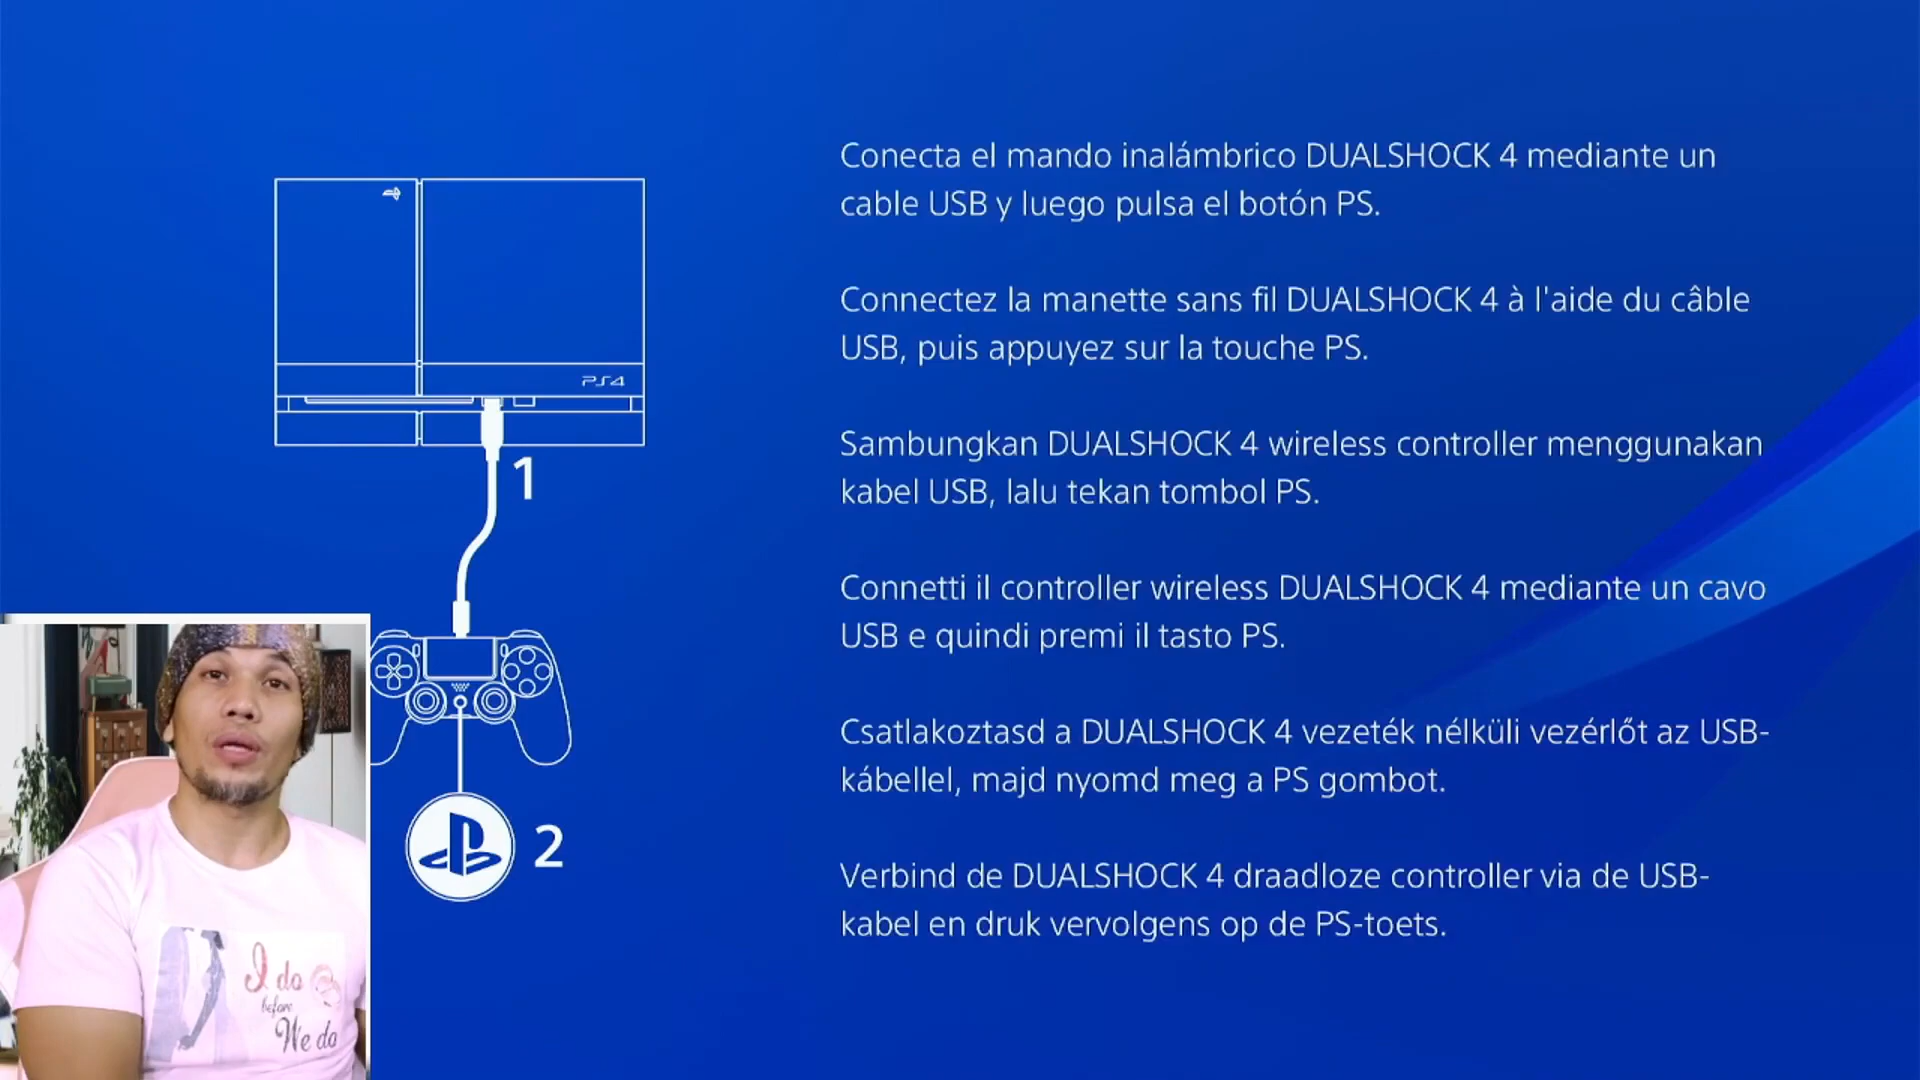 Conecta el mando inalámbrico DUALSHOCK 4 mediante un
cable USB y luego pulsa el botón PS.
Connectez la manette sans fil DUALSHOCK 4 à l'aide du câble
USB, puis appuyez sur la touche PS.
Sambungkan DUALSHOCK 4 wireless controller menggunakan
kabel USB, lalu tekan tombol PS.
Connetti il controller wireless DUALSHOCK 4 mediante un cavo
USB e quindi premi il tasto PS.
Csatlakoztasd a DUALSHOCK 4 vezeték nélküli vezérlőt az USB-
kábellel, majd nyomd meg a PS gombot.
Verbind de DUALSHOCK 4 draadloze controller via de USB-
kabel en druk vervolgens op de PS-toets.
PS4
1
2
I do
before
We do